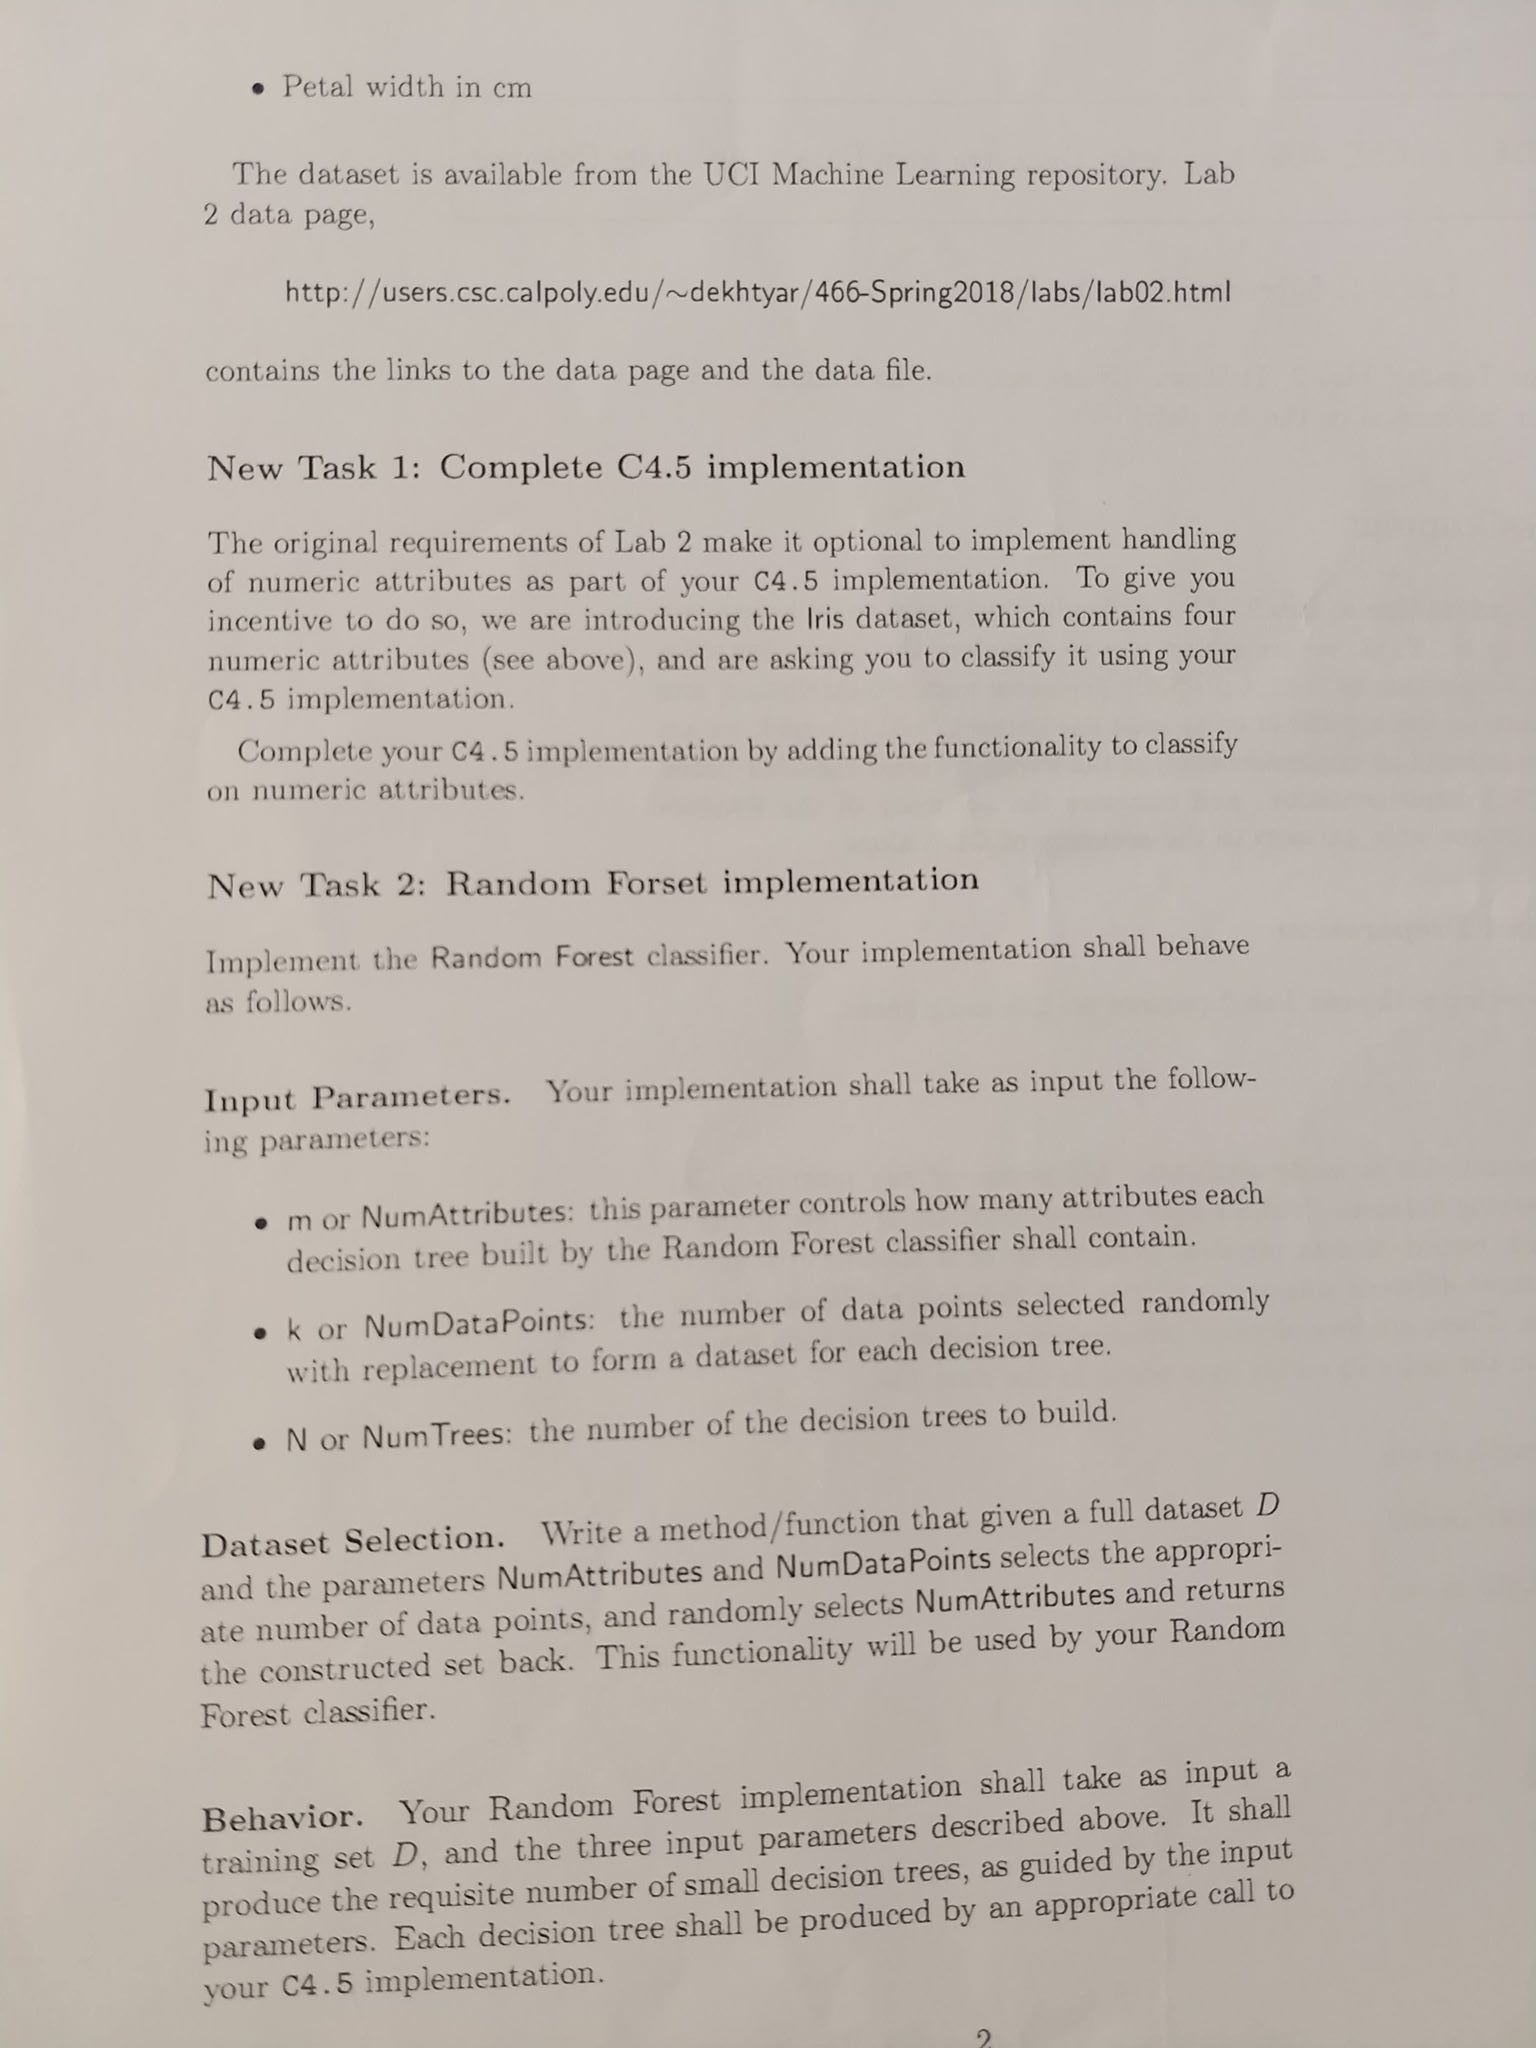 • Petal width in cm
The dataset is available from the UCI Machine Learning repository. Lab
2 data page,
http://users.csc.calpoly.edu/~dekhtyar/466-Spring2018/labs/lab02.html
contains the links to the data page and the data file.
New Task 1: Complete C4.5 implementation
The original requirements of Lab 2 make it optional to implement handling
of numeric attributes as part of your C4.5 implementation. To give you
incentive to do so, we are introducing the Iris dataset, which contains four
numeric attributes (see above), and are asking you to classify it using your
C4.5 implementation.
Complete your C4.5 implementation by adding the functionality to classify
on numeric attributes.
New Task 2: Random Forset implementation
Implement the Random Forest classifier. Your implementation shall behave
as follows.
Input Parameters. Your implementation shall take as input the follow-
ing parameters:
• m or NumAttributes: this parameter controls how many attributes each
decision tree built by the Random Forest classifier shall contain.
• k or NumDataPoints: the number of data points selected randomly
with replacement to form a dataset for each decision tree.
• N or NumTrees: the number of the decision trees to build.
Dataset Selection. Write a method/function that given a full dataset D
and the parameters NumAttributes and NumDataPoints selects the appropri-
ate number of data points, and randomly selects NumAttributes and returns
the constructed set back. This functionality will be used by your Random
Forest classifier.
Behavior. Your Random Forest implementation shall take as input a
training set D, and the three input parameters described above. It shall
produce the requisite number of small decision trees, as guided by the input
parameters. Each decision tree shall be produced by an appropriate call to
your C4.5 implementation.
2